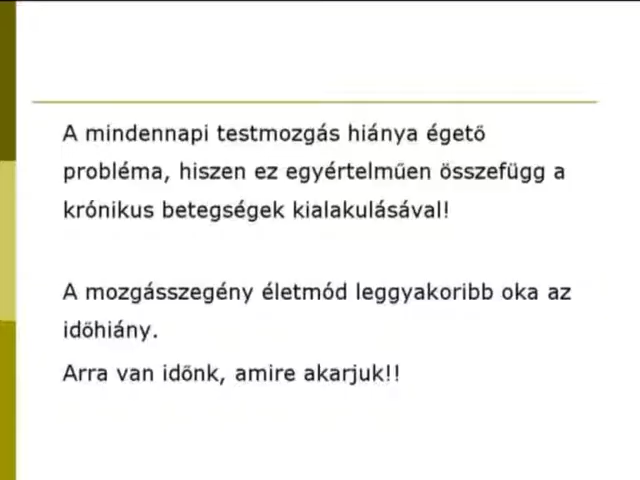 A mindennapi testmozgás hiánya égető
probléma, hiszen ez egyértelműen összefügg a
krónikus betegségek kialakulásával!
A mozgásszegény életmód leggyakoribb oka az
időhiány.
Arra van időnk, amire akarjuk!!